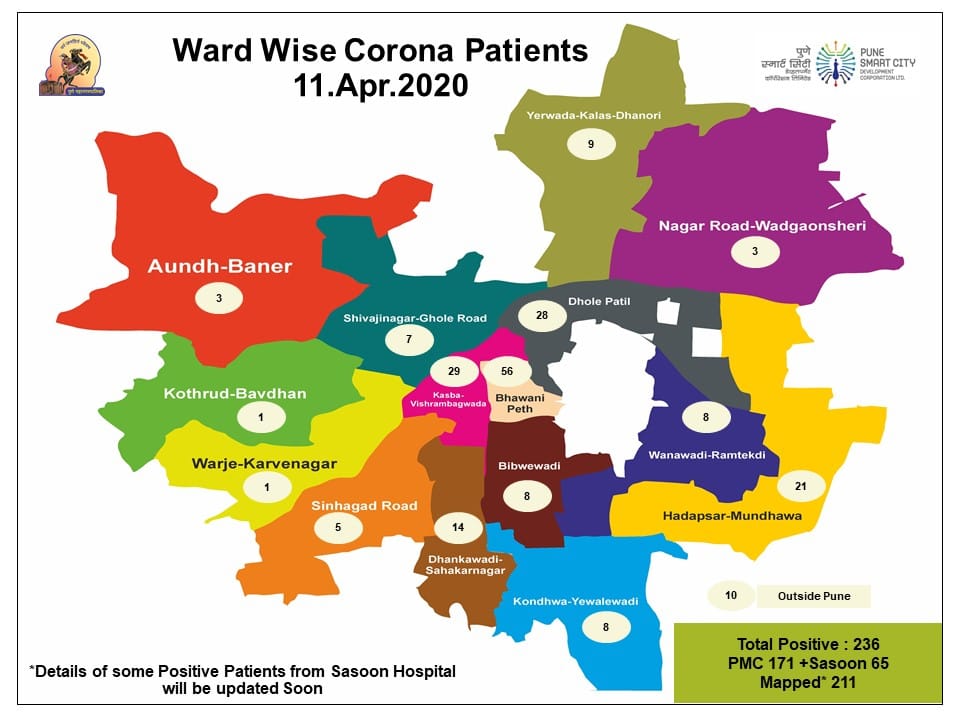 Ward Wise Corona Patients
11.Apr.2020
पुणे
स्मार्ट सिटी
PUNE
SMART CITY
DEVELOPMENT
CORPORATION LTD.
Yerwada-Kalas-Dhanori
9
Nagar Road-Wadgaonsheri
3
Aundh-Baner
3
Dhole Patil
28
Shivajinagar-Ghole Road
7
29
56
Kasba-
Vishrambagwada
Bhawani
Peth
Kothrud-Bavdhan
1
8
Wanawadi-Ramtekdi
Warje-Karvenagar
1
Bibwewadi
8
21
Hadapsar-Mundhawa
Sinhagad Road
5
14
Dhankawadi-
Sahakarnagar
Kondhwa-Yewalewadi
8
10
Outside Pune
Total Positive : 236
PMC 171 +Sasoon 65
Mapped* 211
*Details of some Positive Patients from Sasoon Hospital
will be updated Soon